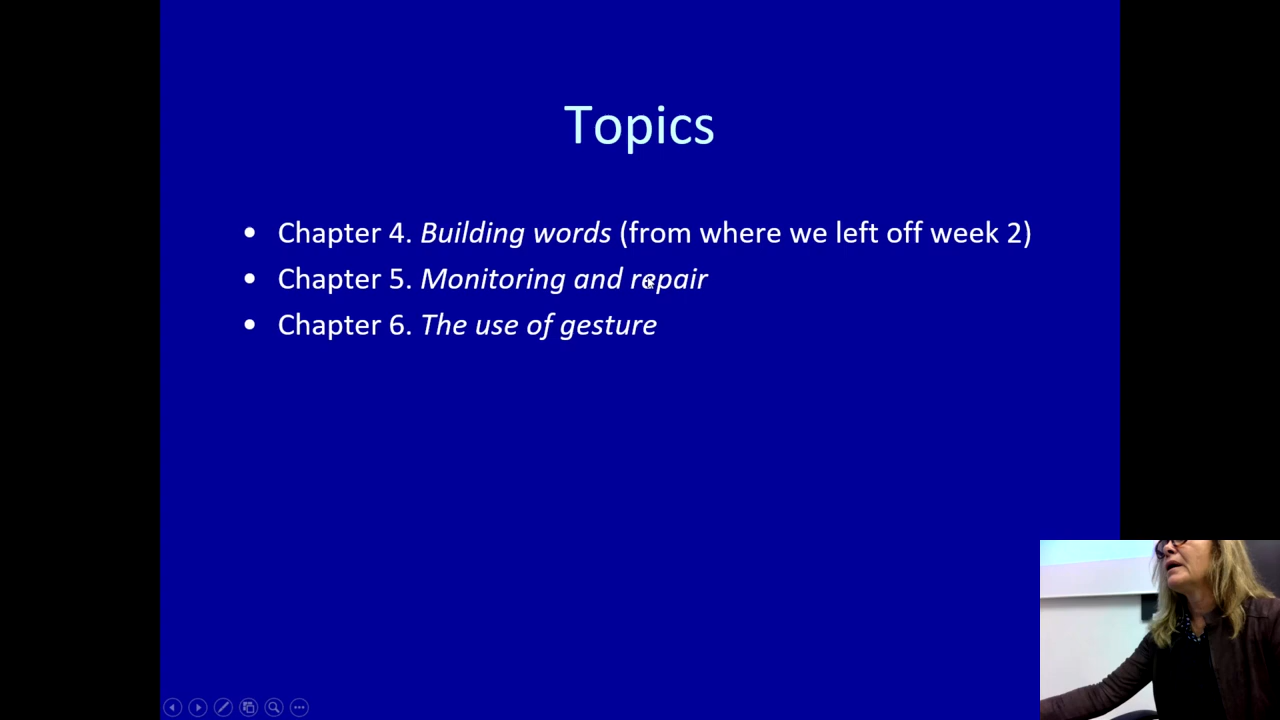 Topics
• Chapter 4. Building words (from where we left off week 2)
• Chapter 5. Monitoring and repair
• Chapter 6. The use of gesture